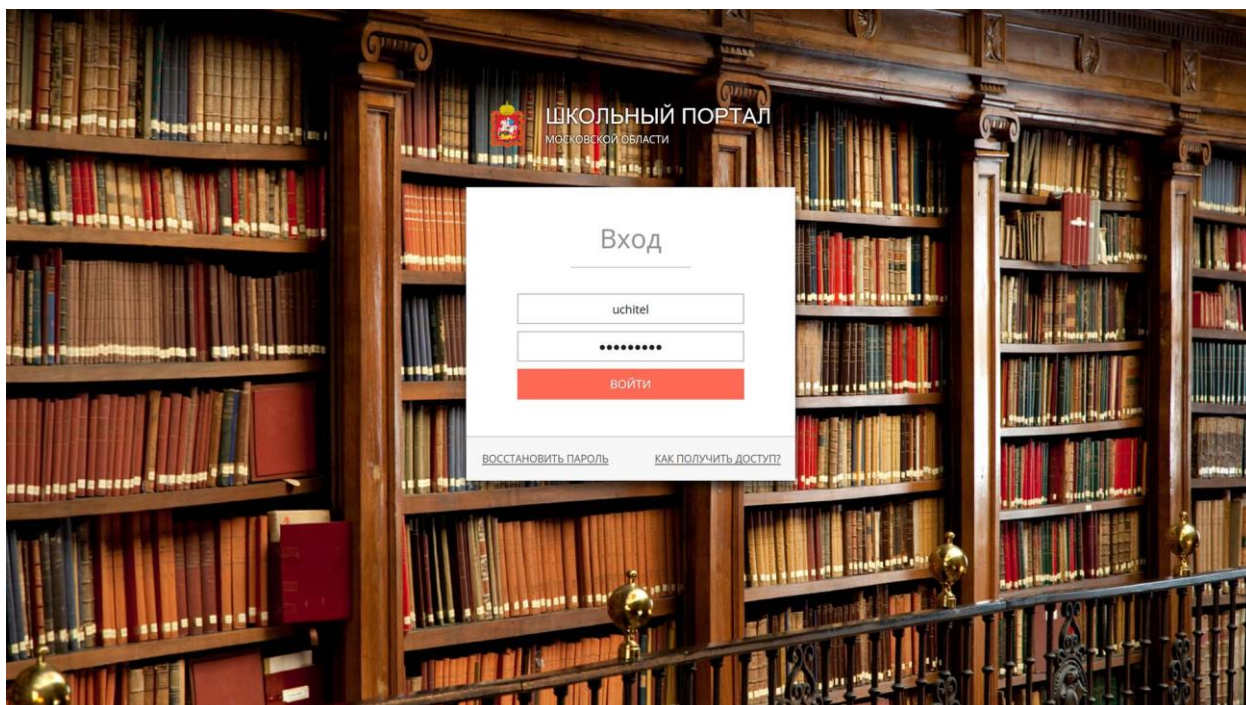 ШКОЛЬНЫЙ ПОРТАЛ
МОСКОВСКОЙ ОБЛАСТИ
Вход
uchitel
•••••••••
ВОЙТИ
ВОССТАНОВИТЬ ПАРОЛЬ
КАК ПОЛУЧИТЬ ДОСТУП?